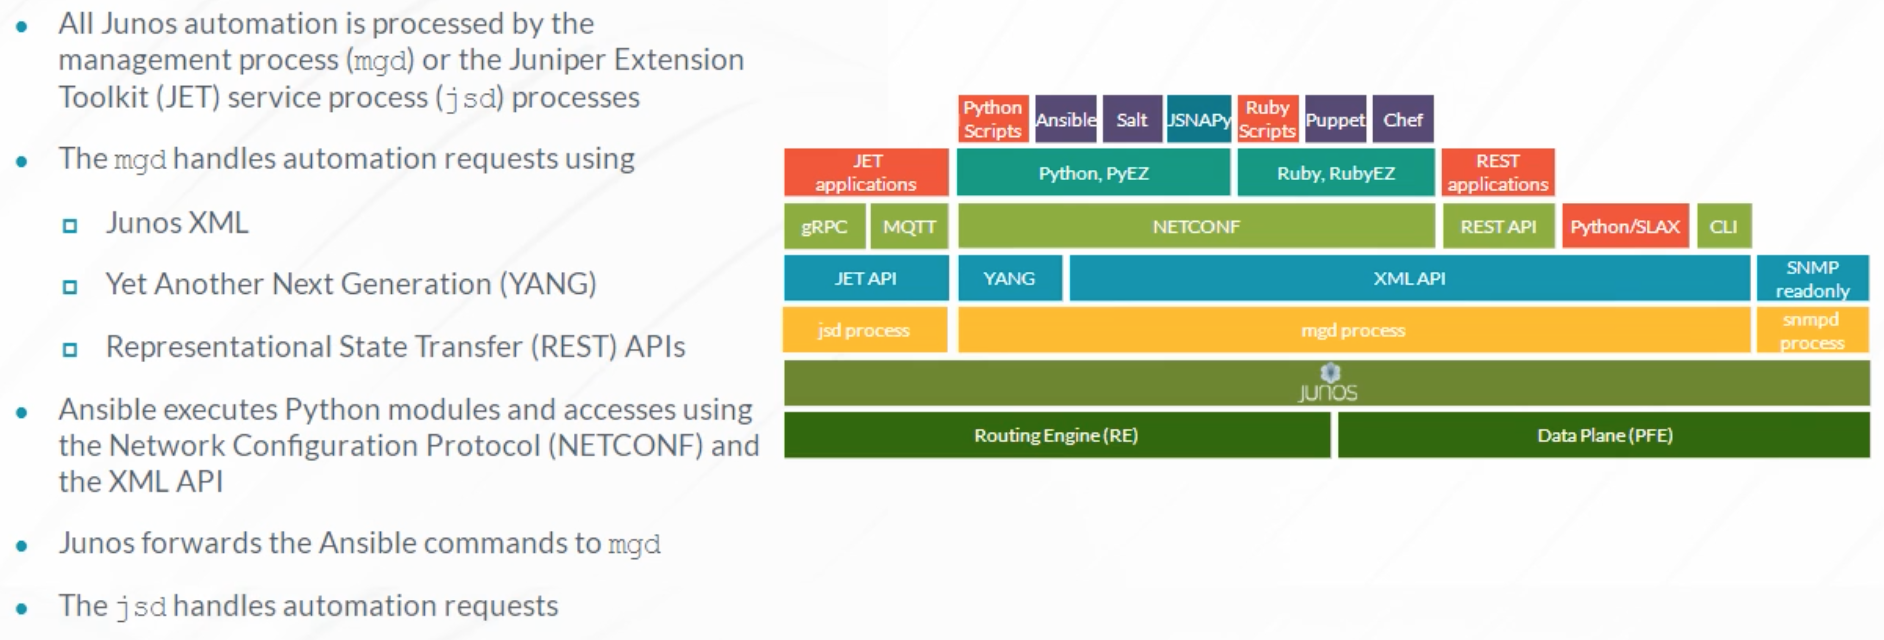 All Junos automation is processed by the
management process (mgd) or the Juniper Extension
Toolkit (JET) service process (jsd) processes
The mgd handles automation requests using
Junos XML
Yet Another Next Generation (YANG)
Representational State Transfer (REST) APIs
Ansible executes Python modules and accesses using
the Network Configuration Protocol (NETCONF) and
the XML API
Junos forwards the Ansible commands to mgd
The jsd handles automation requests
Python
Scripts
Ansible
Salt
JSNAPy
Ruby
Scripts
Puppet
Chef
JET
applications
Python, PyEZ
Ruby, RubyEZ
REST
applications
gRPC
MQTT
NETCONF
REST API
Python/SLAX
CLI
JET API
YANG
XML API
SNMP
readonly
jsd process
mgd process
snmpd
process
JUNOS
Routing Engine (RE)
Data Plane (PFE)